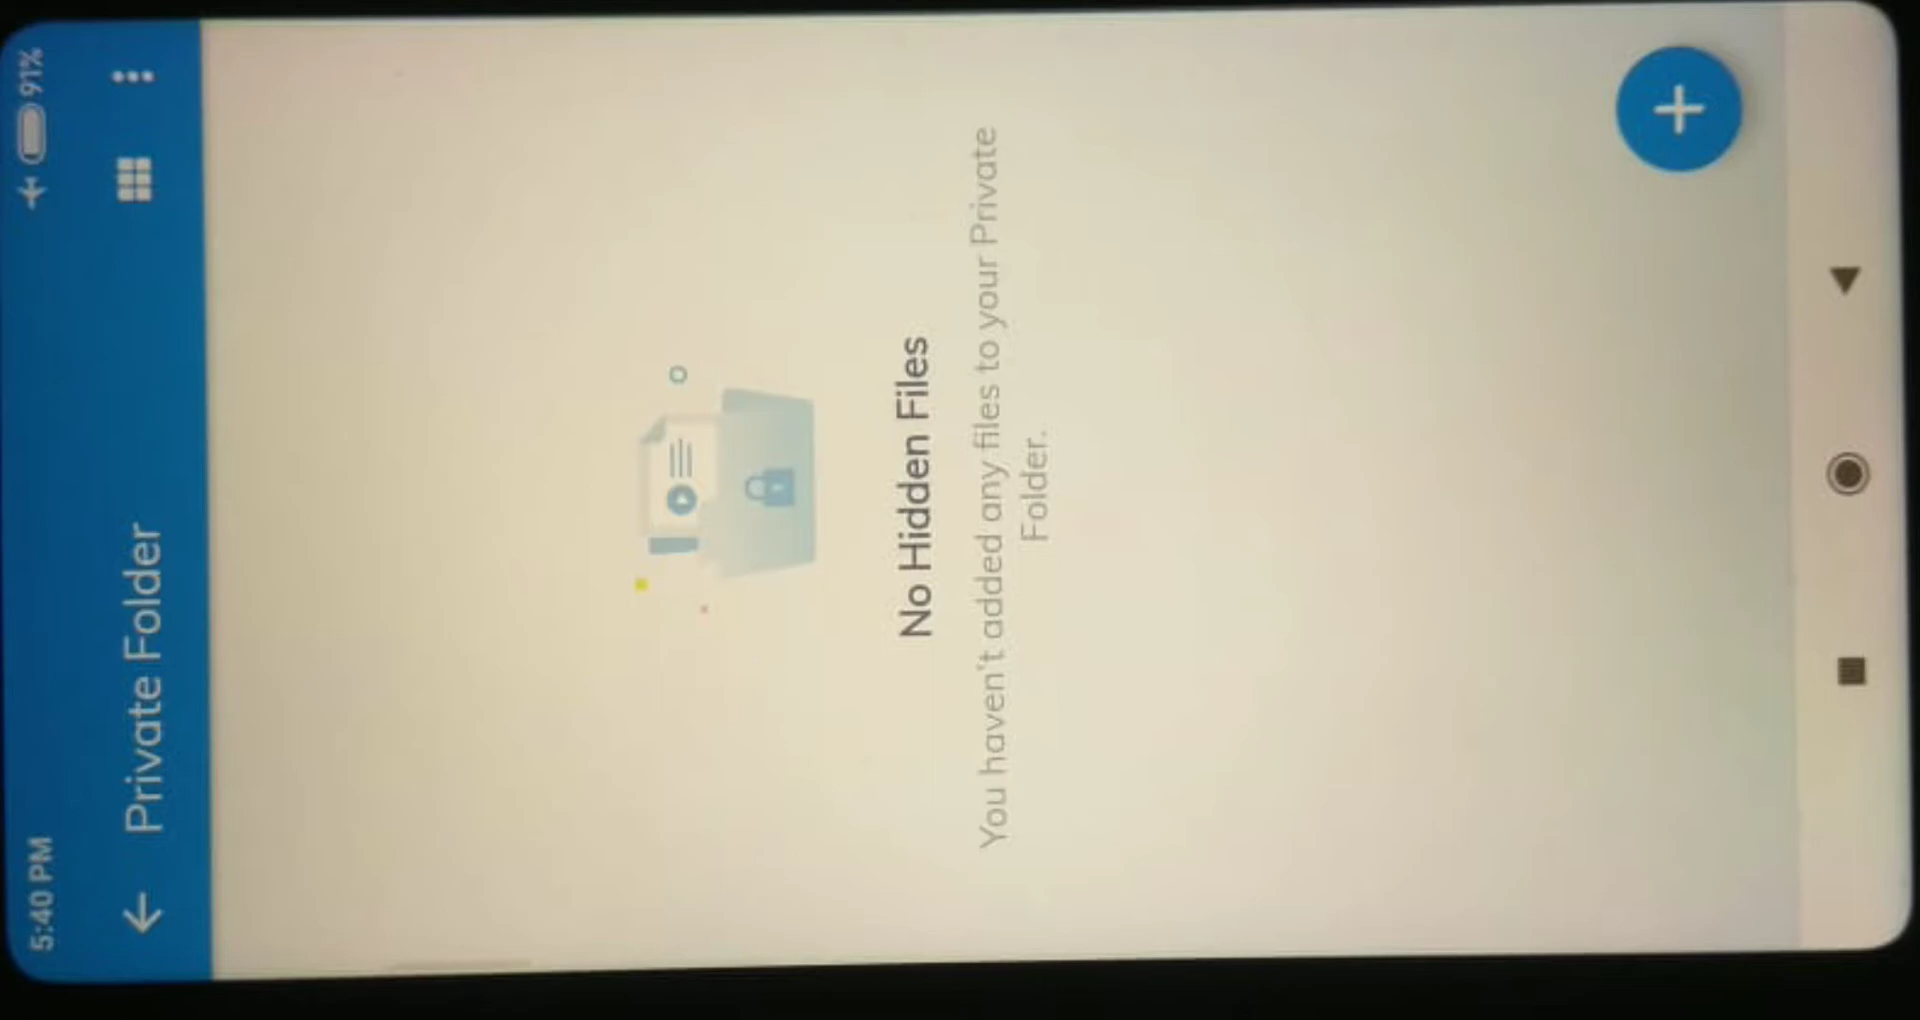 5:40 PM
91%
Private Folder
No Hidden Files
You haven't added any files to your Private
Folder.